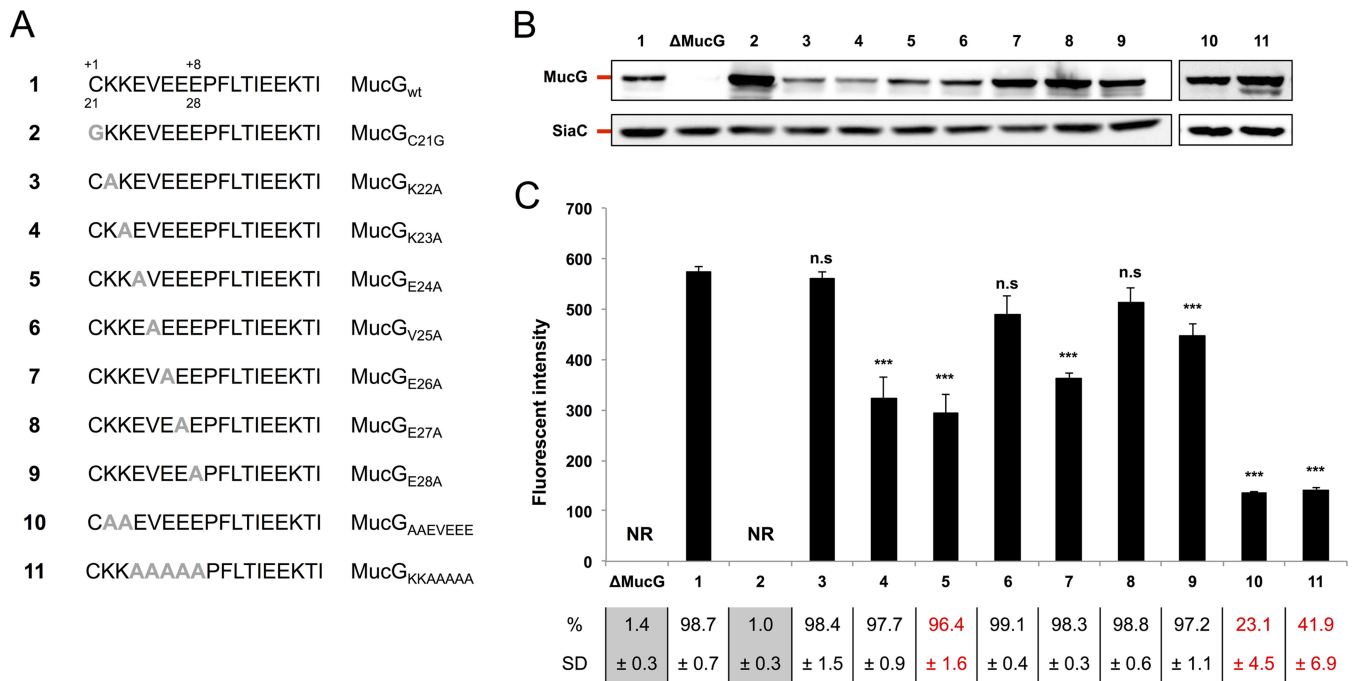 A
+1 +8
1 CKKEVEEEPFLTIEEKTI MucGwt
21 28
2 GKKEVEEEPFLTIEEKTI MucGC21G
3 CAKEVEEEPFLTIEEKTI MucGK22A
4 CKAEVEEEPFLTIEEKTI MucGK23A
5 CKKAVEEEPFLTIEEKTI MucGE24A
6 CKKEAEEEPFLTIEEKTI MucGV25A
7 CKKEVAEEPFLTIEEKTI MucGE26A
8 CKKEVEAEPFLTIEEKTI MucGE27A
9 CKKEVEEAPFLTIEEKTI MucGE28A
10 CAAEVEEEPFLTIEEKTI MucGAAEVEEE
11 CKKAAAAAPFLTIEEKTI MucGKKAAAAA
B
1 ΔMucG 2 3 4 5 6 7 8 9 10 11
MucG
SiaC
C
Fluorescent intensity
700
600
500
400
300
200
100
0
NR NR n.s *** *** n.s *** n.s *** *** ***
ΔMucG 1 2 3 4 5 6 7 8 9 10 11
% 1.4 98.7 1.0 98.4 97.7 96.4 99.1 98.3 98.8 97.2 23.1 41.9
SD ± 0.3 ± 0.7 ± 0.3 ± 1.5 ± 0.9 ± 1.6 ± 0.4 ± 0.3 ± 0.6 ± 1.1 ± 4.5 ± 6.9